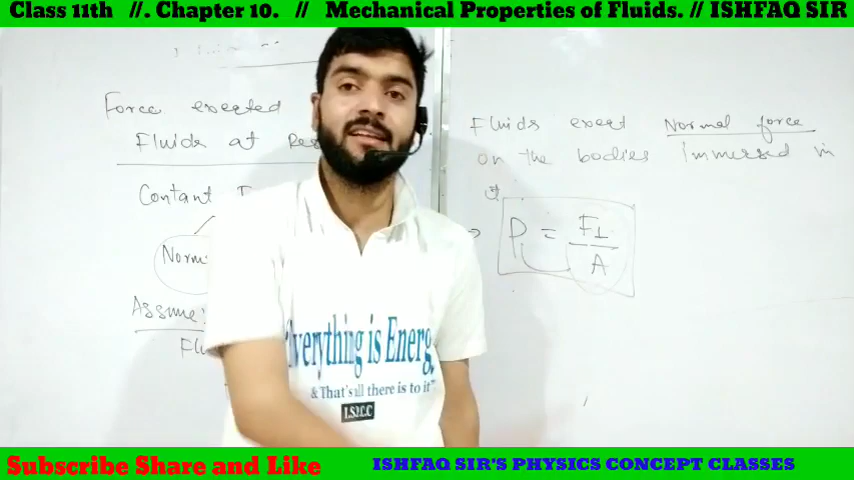 Class 11th //. Chapter 10. // Mechanical Properties of Fluids. // ISHFAQ SIR
Force exerted
Fluids at Res
Contant
Norm
Assume:
Flu
Fluids exert Normal force
on the bodies Immersed in
it
P = F⊥
A
Everything is Energ
& That's all there is to it"
Subscribe Share and Like
ISHFAQ SIR'S PHYSICS CONCEPT CLASSES